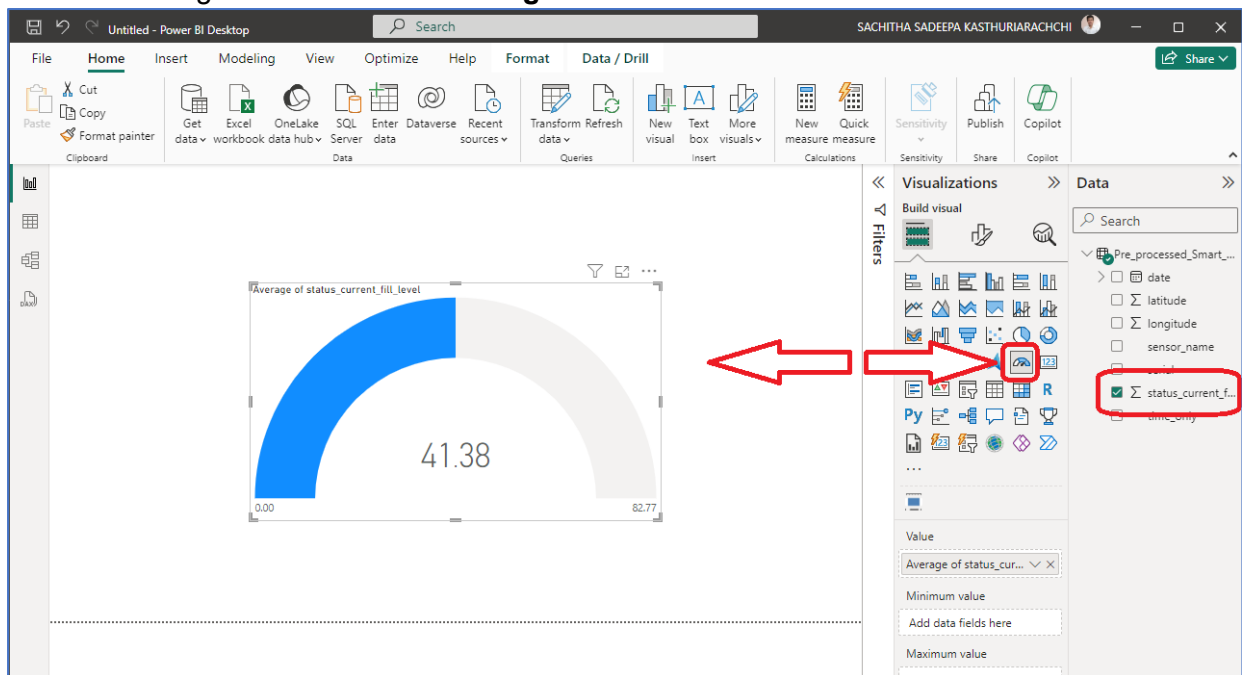 Untitled - Power BI Desktop
Search
SACHITHA SADEEPA KASTHURIARACHCHI
File Home Insert Modeling View Optimize Help Format Data / Drill
Share
Paste
Cut
Copy
Format painter
Clipboard
Get data
Excel workbook
OneLake data hub
SQL Server
Enter data
Dataverse
Recent sources
Data
Transform data
Refresh
Queries
New visual
Text box
More visuals
Insert
New measure
Quick measure
Calculations
Sensitivity
Sensitivity
Publish
Share
Copilot
Copilot
Average of status_current_fill_level
41.38
0.00
82.77
Filters
Visualizations
Build visual
123
R
Py
123
...
Value
Average of status_cur...
Minimum value
Add data fields here
Maximum value
Data
Search
Pre_processed_Smart_...
date
latitude
longitude
sensor_name
status_current_f...
time_only